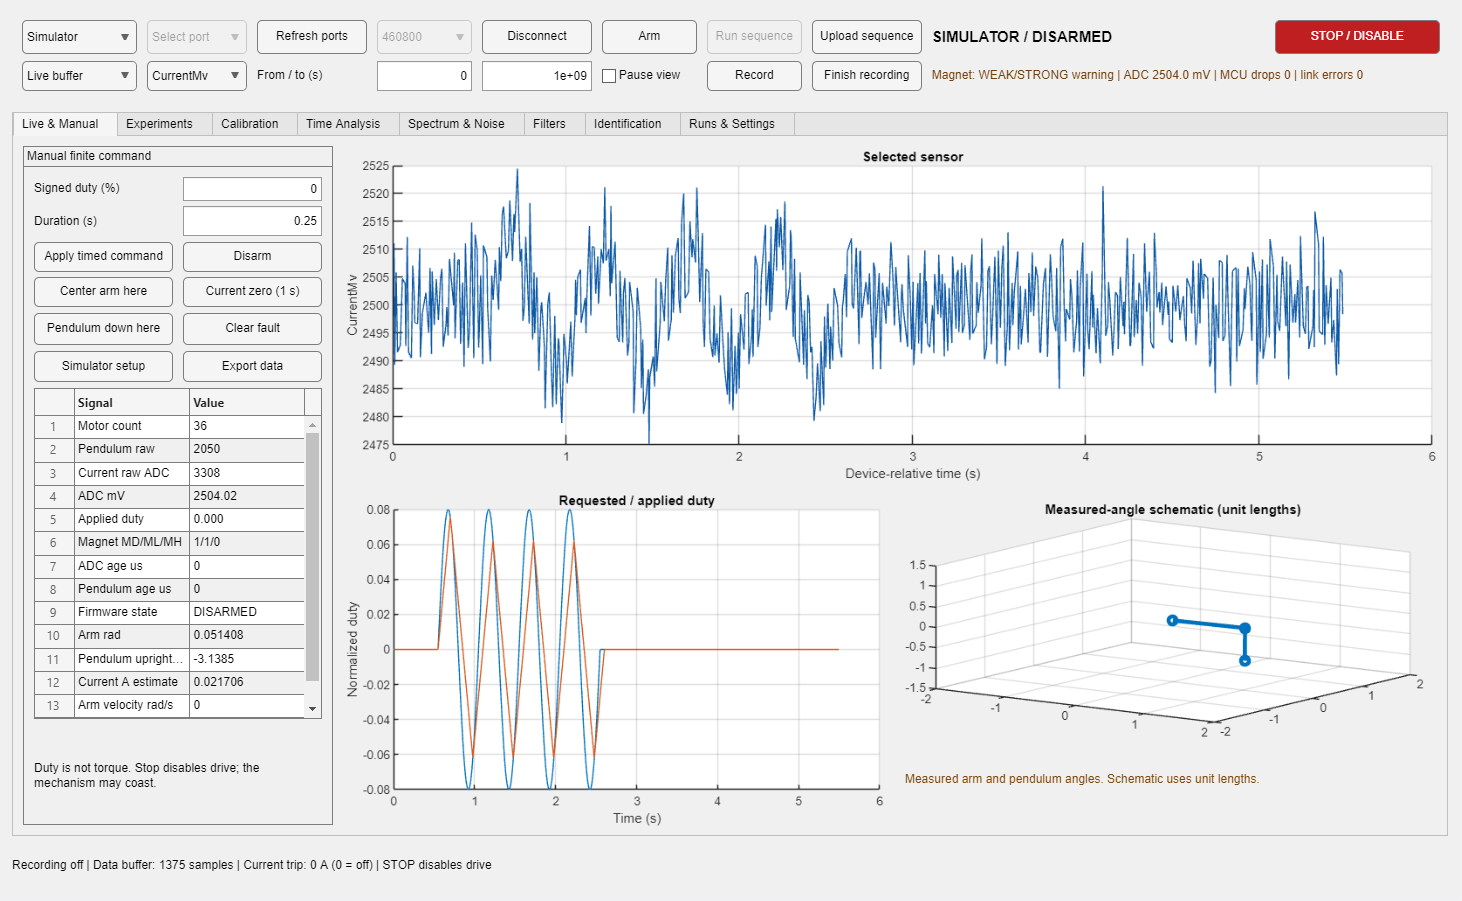 Simulator Select port Refresh ports 460800 Disconnect Arm Run sequence Upload sequence SIMULATOR / DISARMED STOP / DISABLE
Live buffer CurrentMv From / to (s) 0 1e+09 Pause view Record Finish recording Magnet: WEAK/STRONG warning | ADC 2504.0 mV | MCU drops 0 | link errors 0
Live & Manual Experiments Calibration Time Analysis Spectrum & Noise Filters Identification Runs & Settings
Manual finite command
Signed duty (%) 0
Duration (s) 0.25
Apply timed command Disarm
Center arm here Current zero (1 s)
Pendulum down here Clear fault
Simulator setup Export data
Signal Value
1 Motor count 36
2 Pendulum raw 2050
3 Current raw ADC 3308
4 ADC mV 2504.02
5 Applied duty 0.000
6 Magnet MD/ML/MH 1/1/0
7 ADC age us 0
8 Pendulum age us 0
9 Firmware state DISARMED
10 Arm rad 0.051408
11 Pendulum upright... -3.1385
12 Current A estimate 0.021706
13 Arm velocity rad/s 0
Duty is not torque. Stop disables drive; the
mechanism may coast.
Selected sensor
CurrentMv
2525
2520
2515
2510
2505
2500
2495
2490
2485
2480
2475
0 1 2 3 4 5 6
Device-relative time (s)
Requested / applied duty
Normalized duty
0.08
0.06
0.04
0.02
0
-0.02
-0.04
-0.06
-0.08
0 1 2 3 4 5 6
Time (s)
Measured-angle schematic (unit lengths)
1.5
1
0.5
0
-0.5
-1
-1.5
-2 -1 0 1 2
-2 -1 0 1 2
Measured arm and pendulum angles. Schematic uses unit lengths.
Recording off | Data buffer: 1375 samples | Current trip: 0 A (0 = off) | STOP disables drive